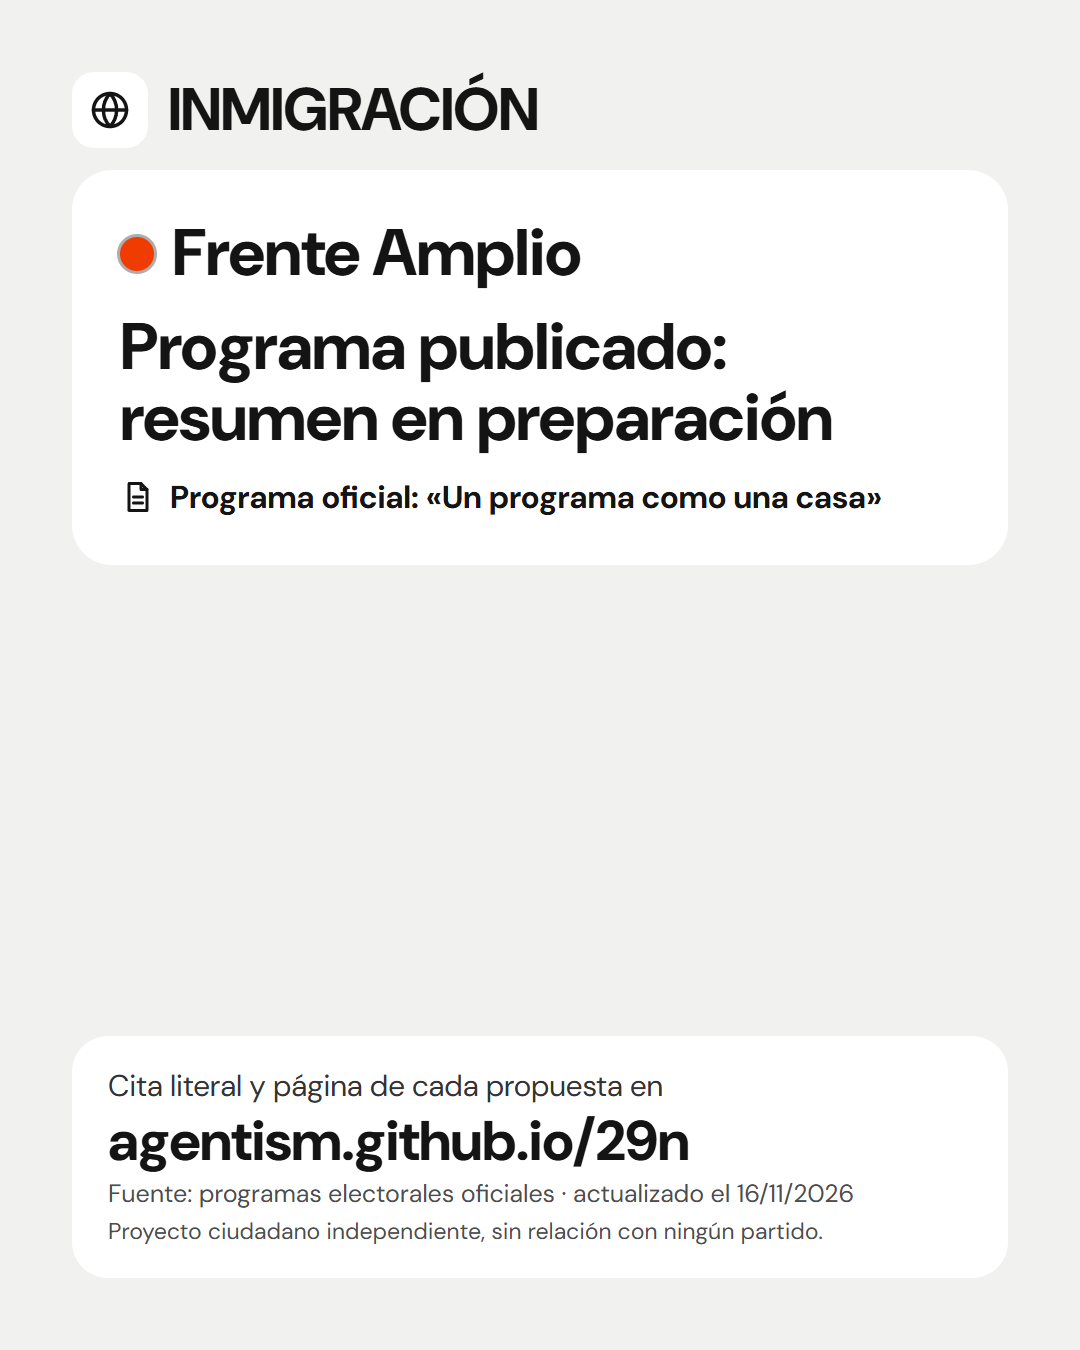 INMIGRACIÓN
Frente Amplio
Programa publicado:
resumen en preparación
Programa oficial: «Un programa como una casa»
Cita literal y página de cada propuesta en
agentism.github.io/29n
Fuente: programas electorales oficiales · actualizado el 16/11/2026
Proyecto ciudadano independiente, sin relación con ningún partido.